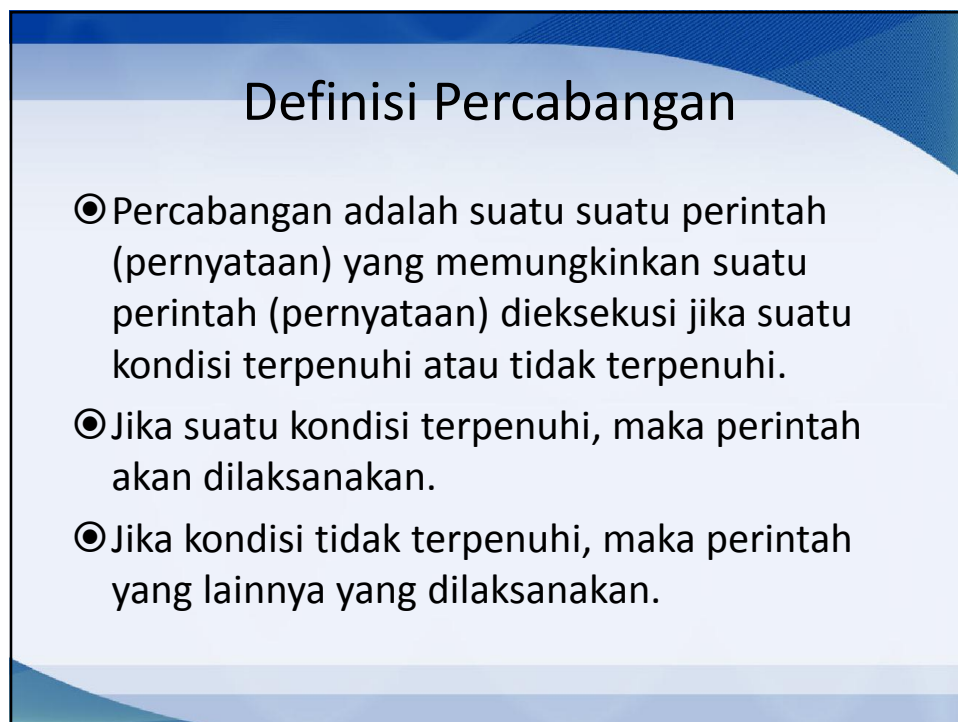 Definisi Percabangan
Percabangan adalah suatu suatu perintah
(pernyataan) yang memungkinkan suatu
perintah (pernyataan) dieksekusi jika suatu
kondisi terpenuhi atau tidak terpenuhi.
Jika suatu kondisi terpenuhi, maka perintah
akan dilaksanakan.
Jika kondisi tidak terpenuhi, maka perintah
yang lainnya yang dilaksanakan.